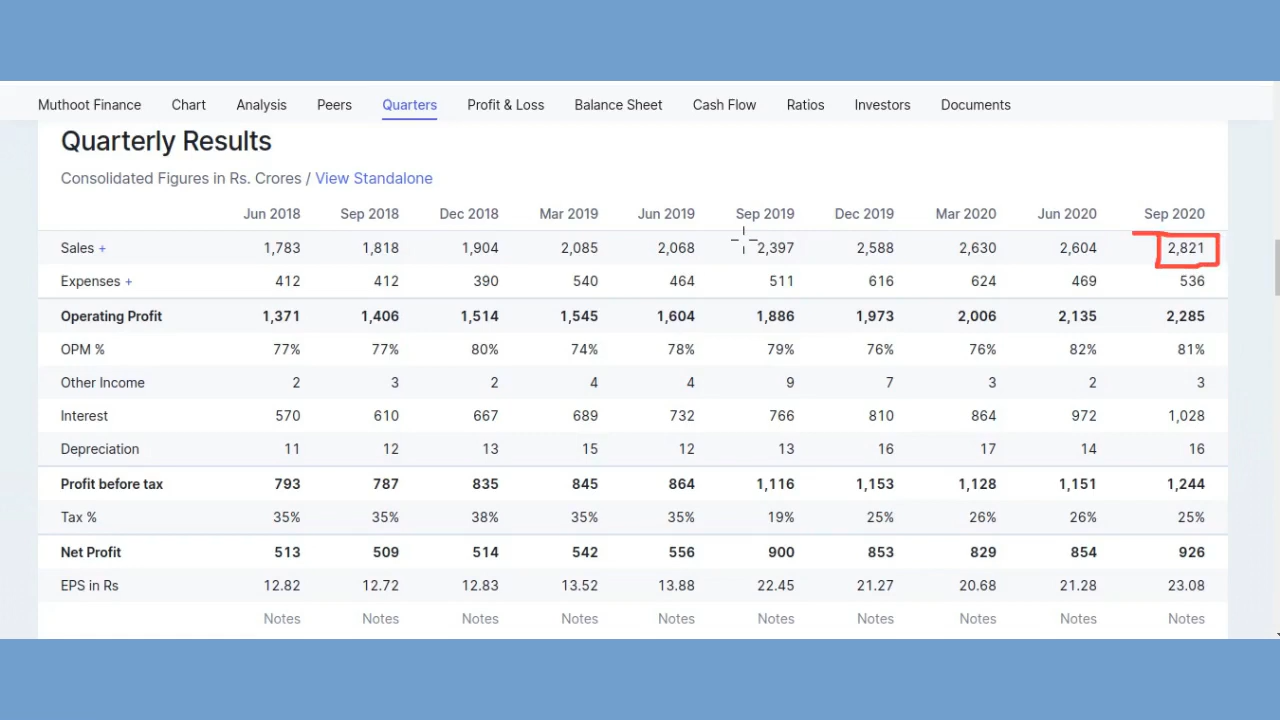 Muthoot Finance Chart Analysis Peers Quarters Profit & Loss Balance Sheet Cash Flow Ratios Investors Documents
Quarterly Results
Consolidated Figures in Rs. Crores / View Standalone
Jun 2018 Sep 2018 Dec 2018 Mar 2019 Jun 2019 Sep 2019 Dec 2019 Mar 2020 Jun 2020 Sep 2020
Sales + 1,783 1,818 1,904 2,085 2,068 2,397 2,588 2,630 2,604 2,821
Expenses + 412 412 390 540 464 511 616 624 469 536
Operating Profit 1,371 1,406 1,514 1,545 1,604 1,886 1,973 2,006 2,135 2,285
OPM % 77% 77% 80% 74% 78% 79% 76% 76% 82% 81%
Other Income 2 3 2 4 4 9 7 3 2 3
Interest 570 610 667 689 732 766 810 864 972 1,028
Depreciation 11 12 13 15 12 13 16 17 14 16
Profit before tax 793 787 835 845 864 1,116 1,153 1,128 1,151 1,244
Tax % 35% 35% 38% 35% 35% 19% 25% 26% 26% 25%
Net Profit 513 509 514 542 556 900 853 829 854 926
EPS in Rs 12.82 12.72 12.83 13.52 13.88 22.45 21.27 20.68 21.28 23.08
Notes Notes Notes Notes Notes Notes Notes Notes Notes Notes